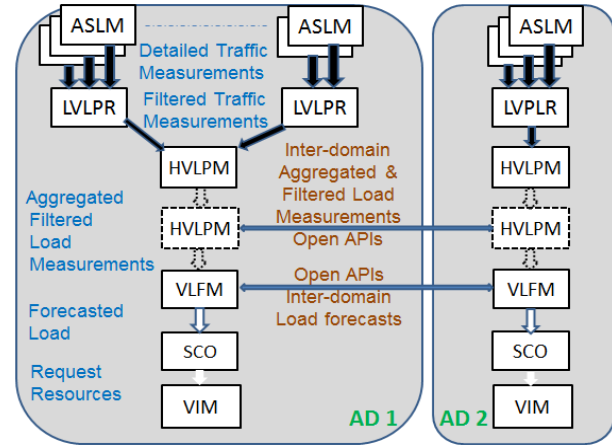 ASLM
ASLM
ASLM
Detailed Traffic
Measurements
LVLPR
Filtered Traffic
Measurements
LVLPR
LVPLR
HVLPM
Inter-domain
Aggregated &
Filtered Load
Measurements
Open APIs
HVLPM
Aggregated
Filtered
Load
Measurements
HVLPM
HVLPM
VLFM
Open APIs
Inter-domain
Load forecasts
VLFM
Forecasted
Load
SCO
SCO
Request
Resources
VIM
VIM
AD 1
AD 2